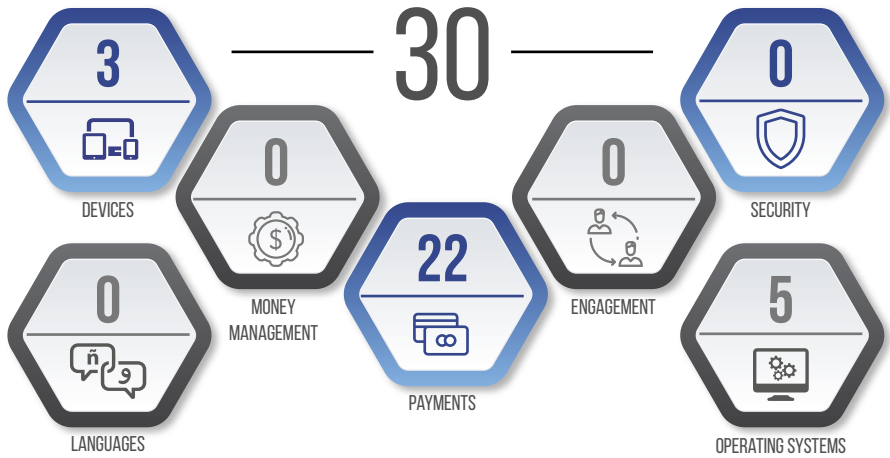 30
3
DEVICES
0
SECURITY
0
MONEY
MANAGEMENT
0
ENGAGEMENT
22
PAYMENTS
0
ñ
و
LANGUAGES
5
OPERATING SYSTEMS
$